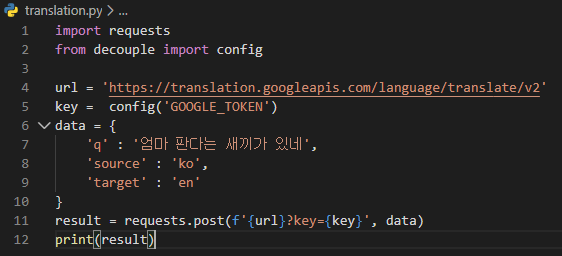 translation.py > ...
1 import requests
2 from decouple import config
3
4 url = 'https://translation.googleapis.com/language/translate/v2'
5 key =  config('GOOGLE_TOKEN')
6 data = {
7     'q' : '엄마 판다는 새끼가 있네',
8     'source' : 'ko',
9     'target' : 'en'
10 }
11 result = requests.post(f'{url}?key={key}', data)
12 print(result)